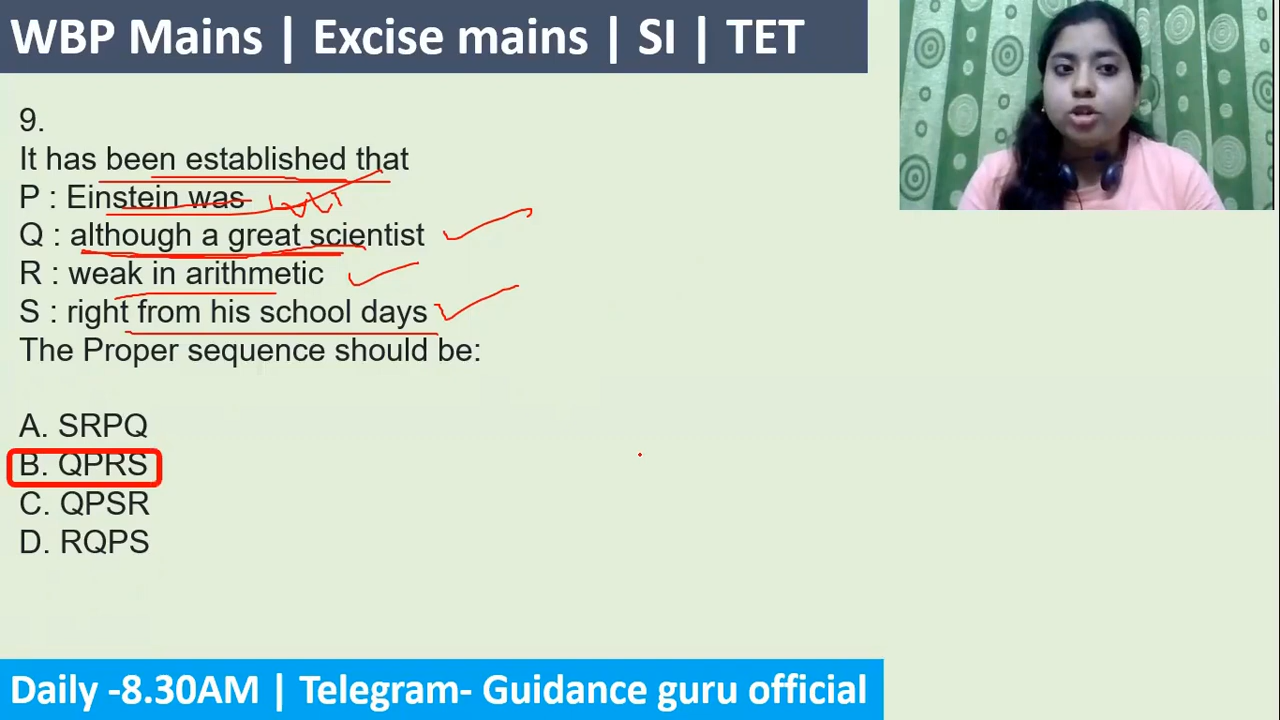 WBP Mains | Excise mains | SI | TET
9.
It has been established that
P : Einstein was
Q : although a great scientist
R : weak in arithmetic
S : right from his school days
The Proper sequence should be:
A. SRPQ
B. QPRS
C. QPSR
D. RQPS
Daily -8.30AM | Telegram- Guidance guru official